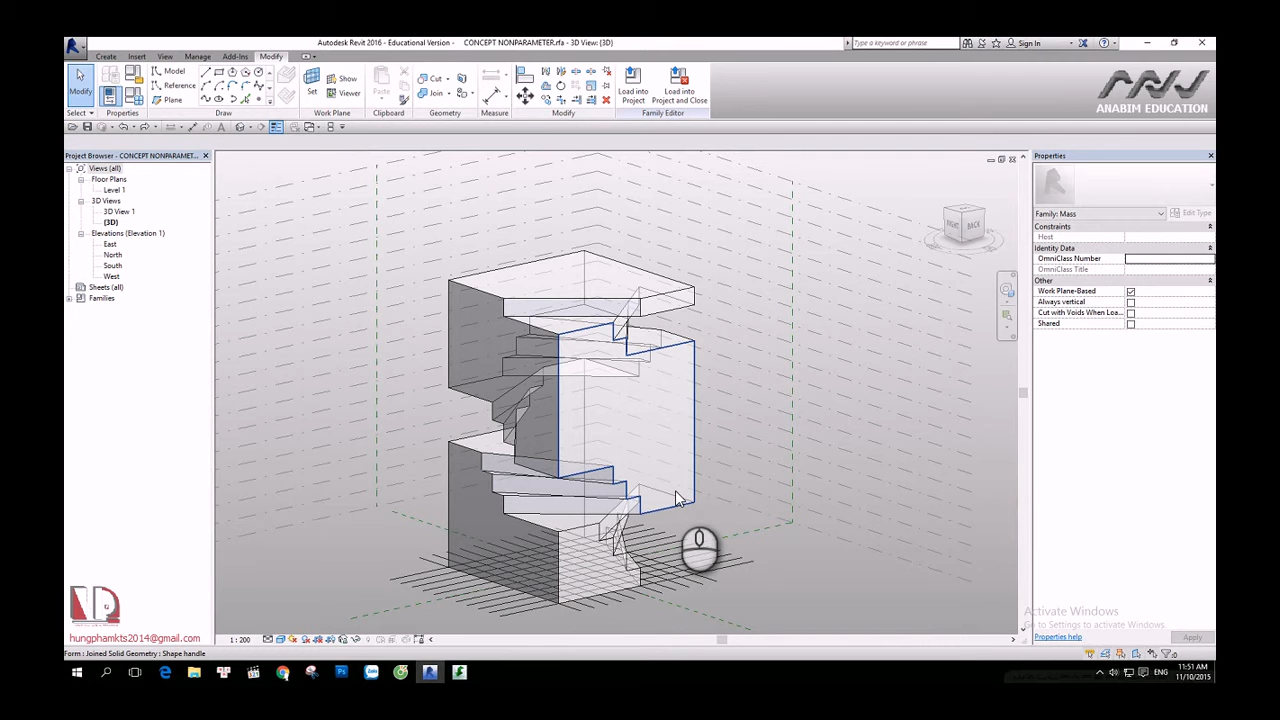 Autodesk Revit 2016 - Educational Version - CONCEPT NONPARAMETER.rfa - 3D View: {3D}
Type a keyword or phrase
Sign In
Create Insert View Manage Add-Ins Modify
Modify
Select
Properties
Model
Reference
Plane
Draw
Set
Show
Viewer
Work Plane
Paste
Clipboard
Cut
Join
Geometry
Measure
Modify
Load into
Project
Load into
Project and Close
Family Editor
ANABIM EDUCATION
Project Browser - CONCEPT NONPARAMET...
Views (all)
Floor Plans
Level 1
3D Views
3D View 1
{3D}
Elevations (Elevation 1)
East
North
South
West
Sheets (all)
Families
RIGHT
BACK
Properties
Family: Mass
Edit Type
Constraints
Host
Identity Data
OmniClass Number
OmniClass Title
Other
Work Plane-Based
Always vertical
Cut with Voids When Loa...
Shared
Activate Windows
Go to Settings to activate Windows.
Properties help
Apply
hungphamkts2014@gmail.com
1 : 200
Form : Joined Solid Geometry : Shape handle
:0
ENG
11:51 AM
11/10/2015